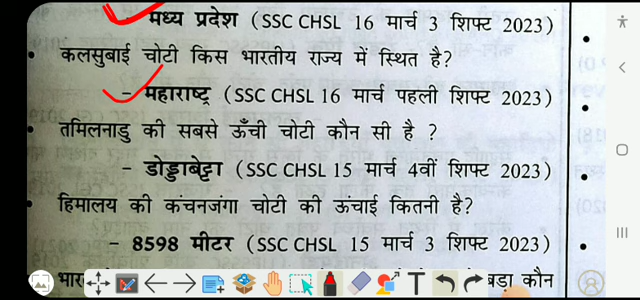 मध्य प्रदेश (SSC CHSL 16 मार्च 3 शिफ्ट 2023)
• कलसुबाई चोटी किस भारतीय राज्य में स्थित है?
– महाराष्ट्र (SSC CHSL 16 मार्च पहली शिफ्ट 2023)
• तमिलनाडु की सबसे ऊँची चोटी कौन सी है ?
– डोड्डाबेट्टा (SSC CHSL 15 मार्च 4वीं शिफ्ट 2023)
• हिमालय की कचनजंगा चोटी की ऊंचाई कितनी है?
– 8598 मीटर (SSC CHSL 15 मार्च 3 शिफ्ट 2023)
बड़ा कौन